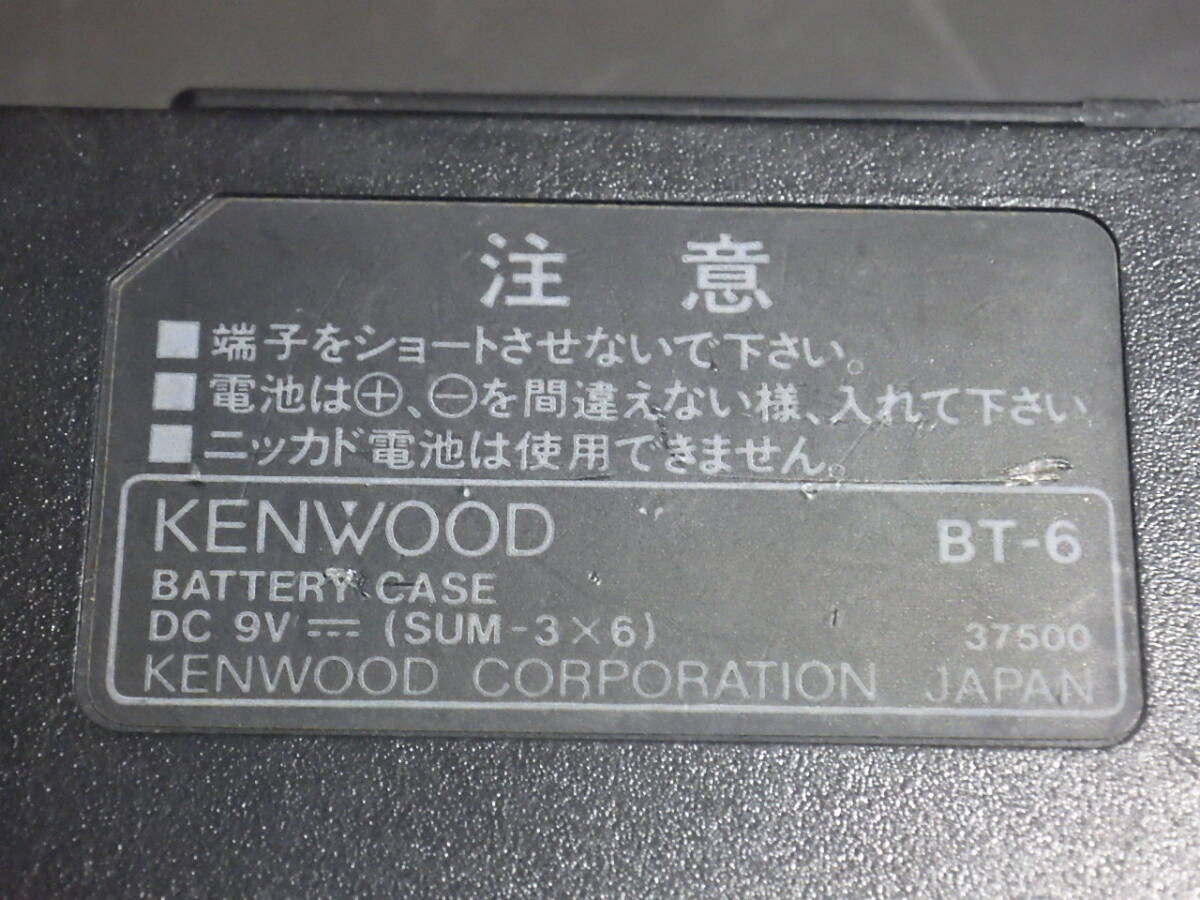 注 意
■端子をショートさせないで下さい。
■電池は⊕、⊖を間違えない様、入れて下さい
■ニッカド電池は使用できません。
KENWOOD BT-6
BATTERY CASE
DC 9V ⎓ (SUM-3×6) 37500
KENWOOD CORPORATION JAPAN